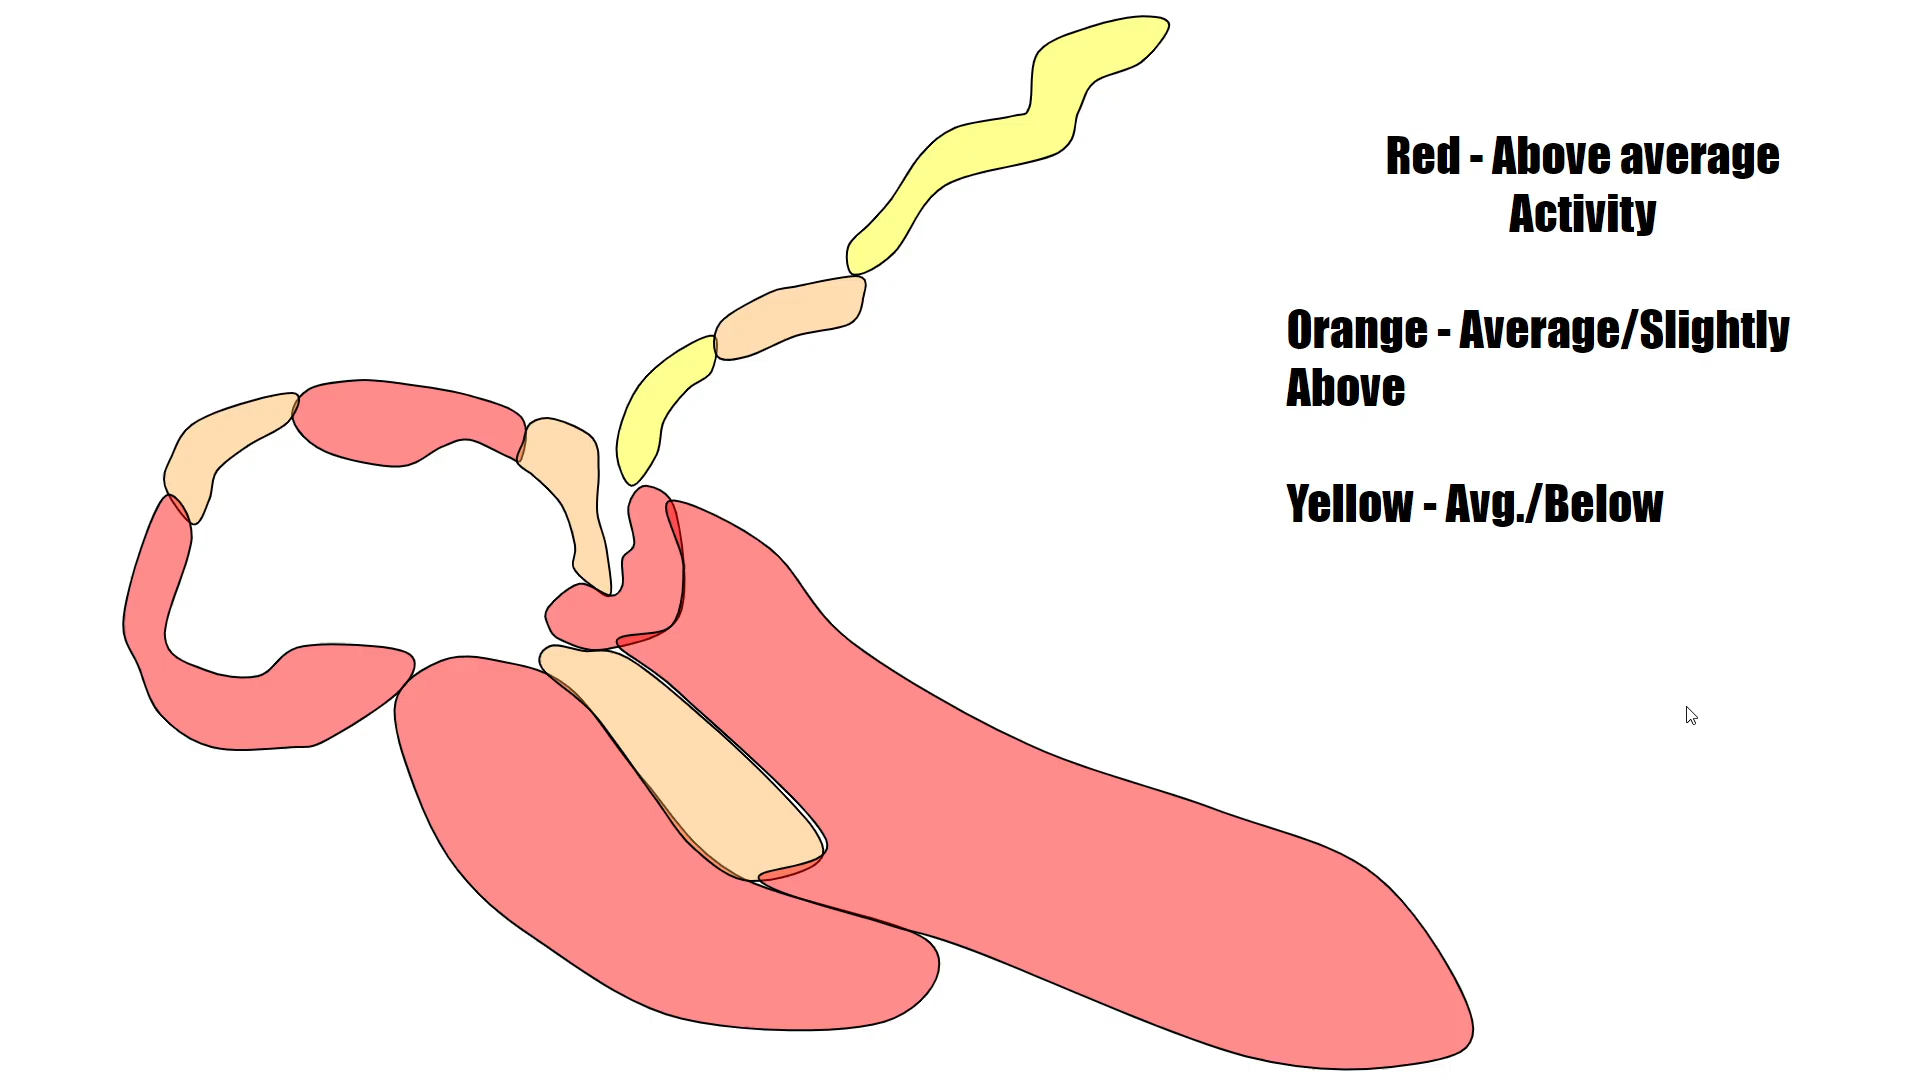 Red - Above average
Activity
Orange - Average/Slightly
Above
Yellow - Avg./Below